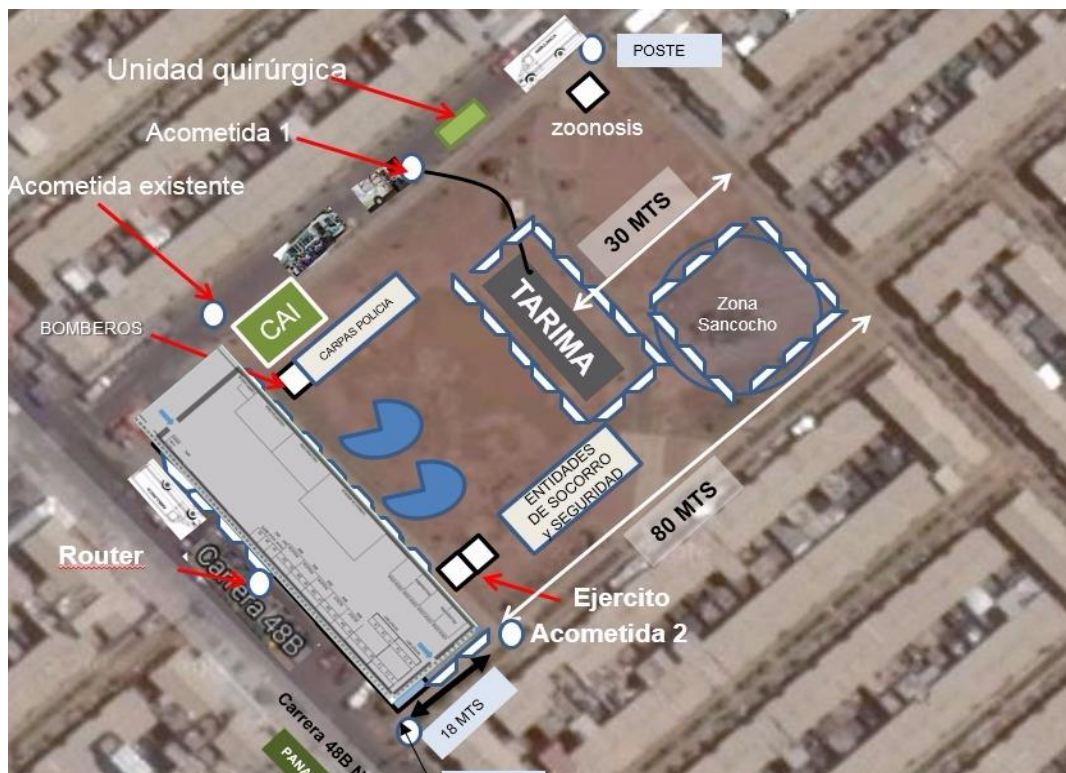 POSTE
Unidad quirúrgica
zoonosis
Acometida 1
Acometida existente
30 MTS
TARIMA
Zona
Sancocho
CAI
CARPAS POLICIA
BOMBEROS
ENTIDADES
DE SOCORRO
y SEGURIDAD
80 MTS
Router
Carrera 48B
Ejercito
Acometida 2
18 MTS
Carrera 48B N
PANA